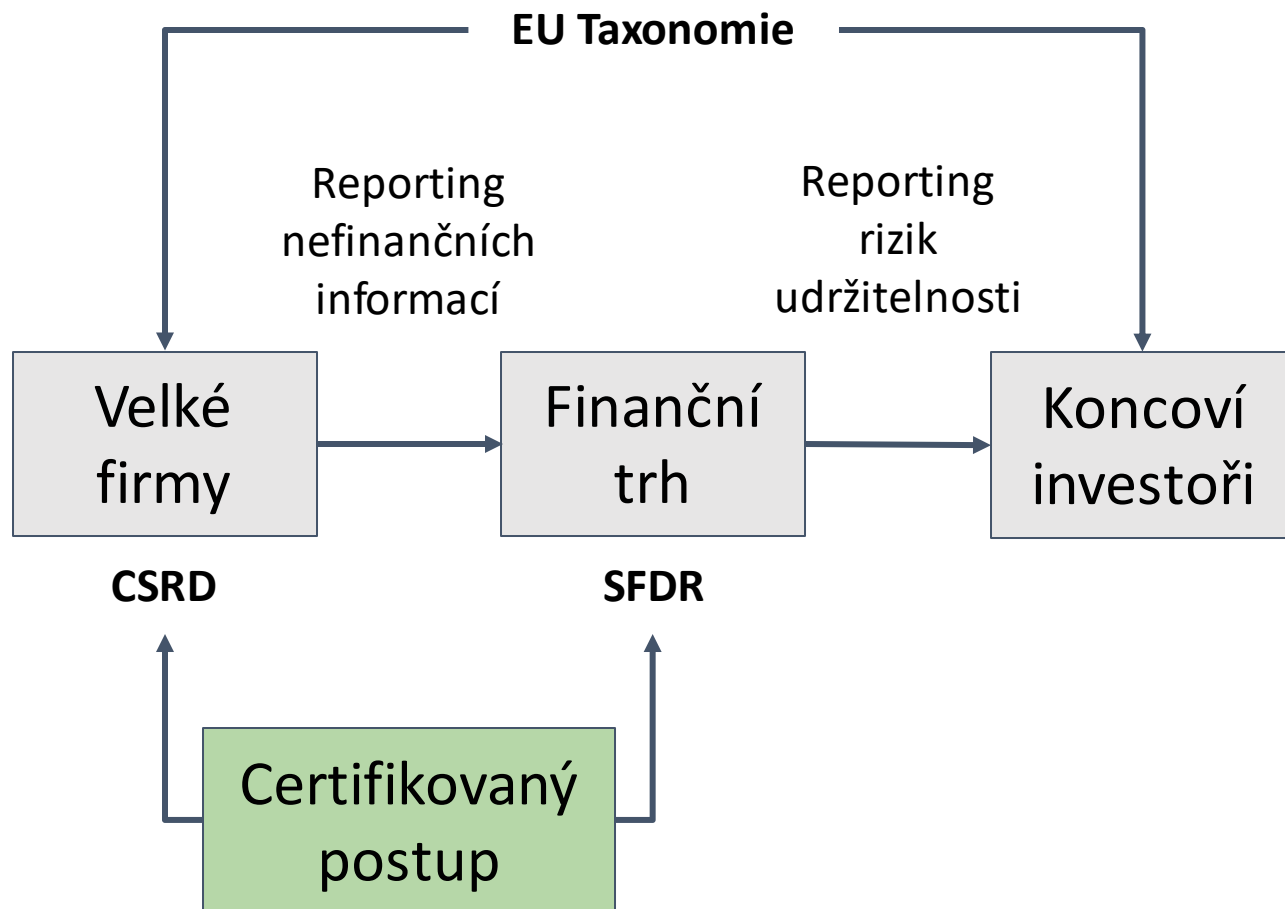 EU Taxonomie
Reporting
nefinančních
informací
Reporting
rizik
udržitelnosti
Velké
firmy
Finanční
trh
Koncoví
investoři
CSRD
SFDR
Certifikovaný
postup